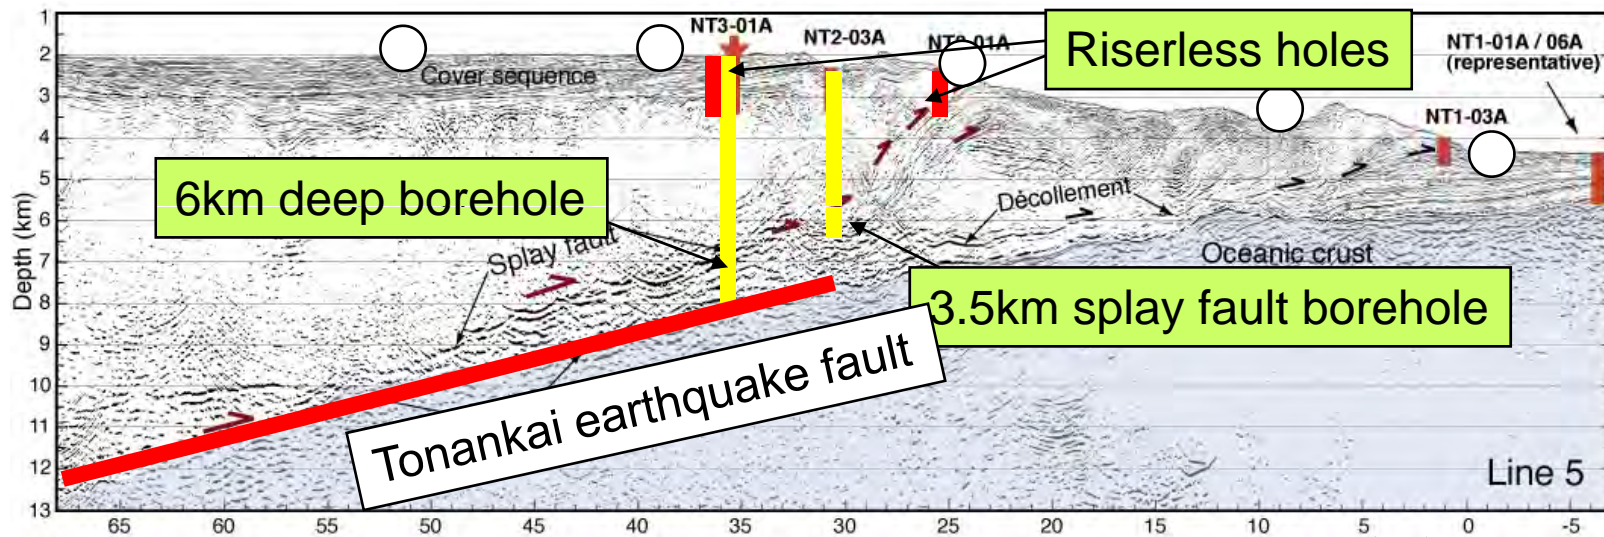 NT3-01A
NT2-03A
NT2-01A
Riserless holes
NT1-01A / 06A
(representative)
NT1-03A
Cover sequence
6km deep borehole
Décollement
Splay fault
Oceanic crust
3.5km splay fault borehole
Tonankai earthquake fault
Line 5
Depth (km)
1
2
3
4
5
6
7
8
9
10
11
12
13
65 60 55 50 45 40 35 30 25 20 15 10 5 0 -5